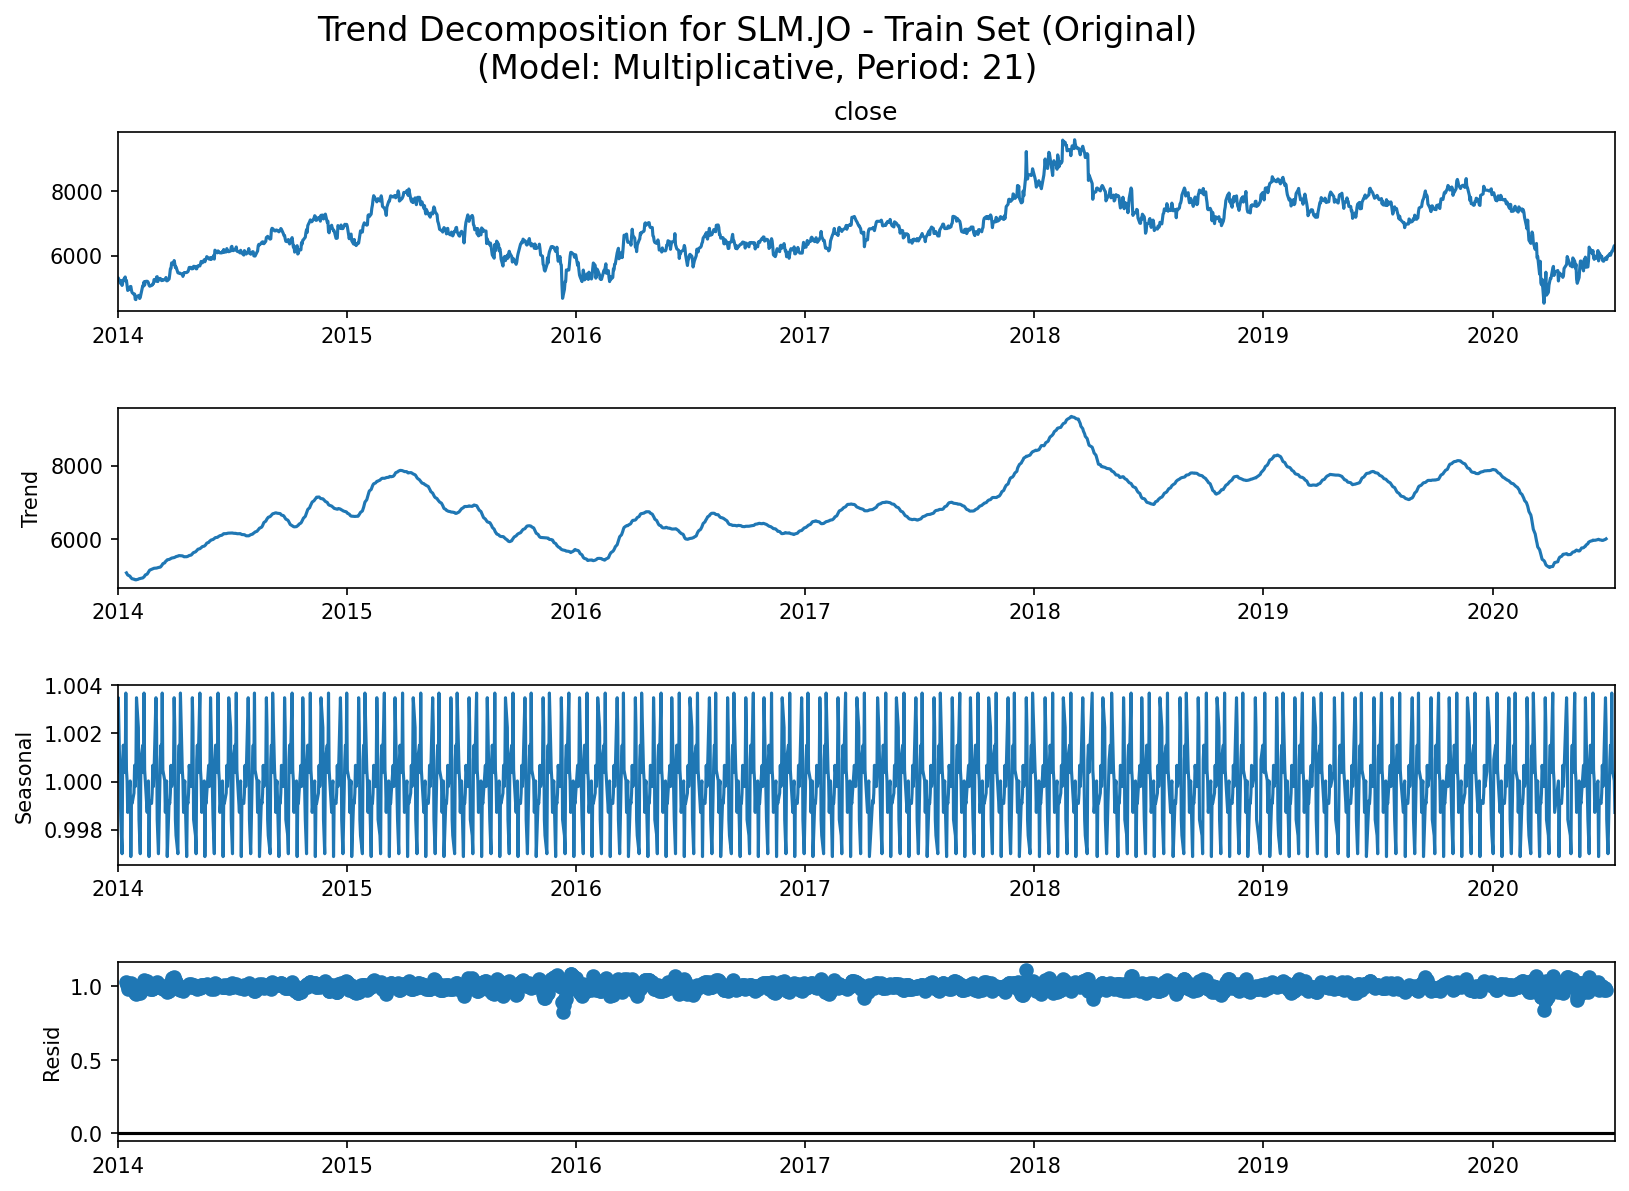 Trend Decomposition for SLM.JO - Train Set (Original)
(Model: Multiplicative, Period: 21)
close
8000
6000
2014 2015 2016 2017 2018 2019 2020
Trend
8000
6000
2014 2015 2016 2017 2018 2019 2020
Seasonal
1.004
1.002
1.000
0.998
2014 2015 2016 2017 2018 2019 2020
Resid
1.0
0.5
0.0
2014 2015 2016 2017 2018 2019 2020